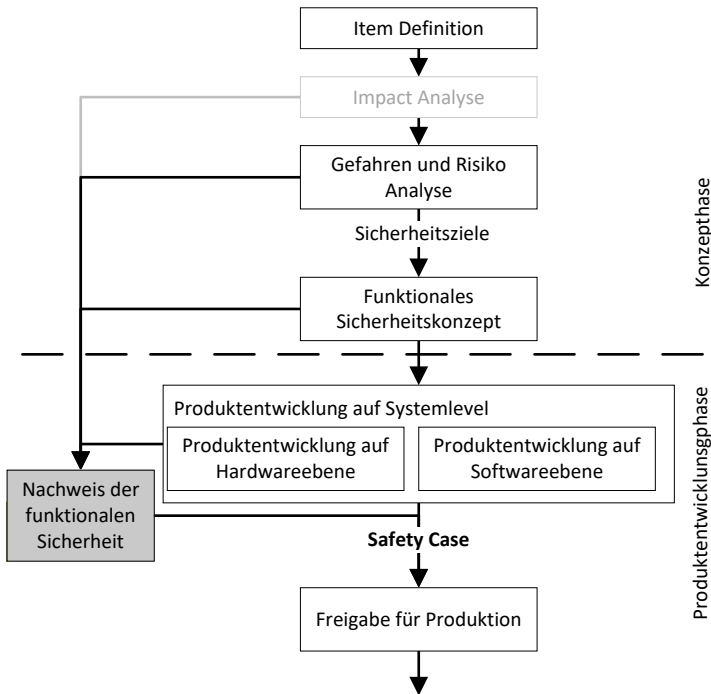 Item Definition
Impact Analyse
Gefahren und Risiko
Analyse
Sicherheitsziele
Funktionales
Sicherheitskonzept
Konzepthase
Produktentwicklung auf Systemlevel
Produktentwicklung auf
Hardwareebene
Produktentwicklung auf
Softwareebene
Nachweis der
funktionalen
Sicherheit
Safety Case
Freigabe für Produktion
Produktentwicklunsgphase